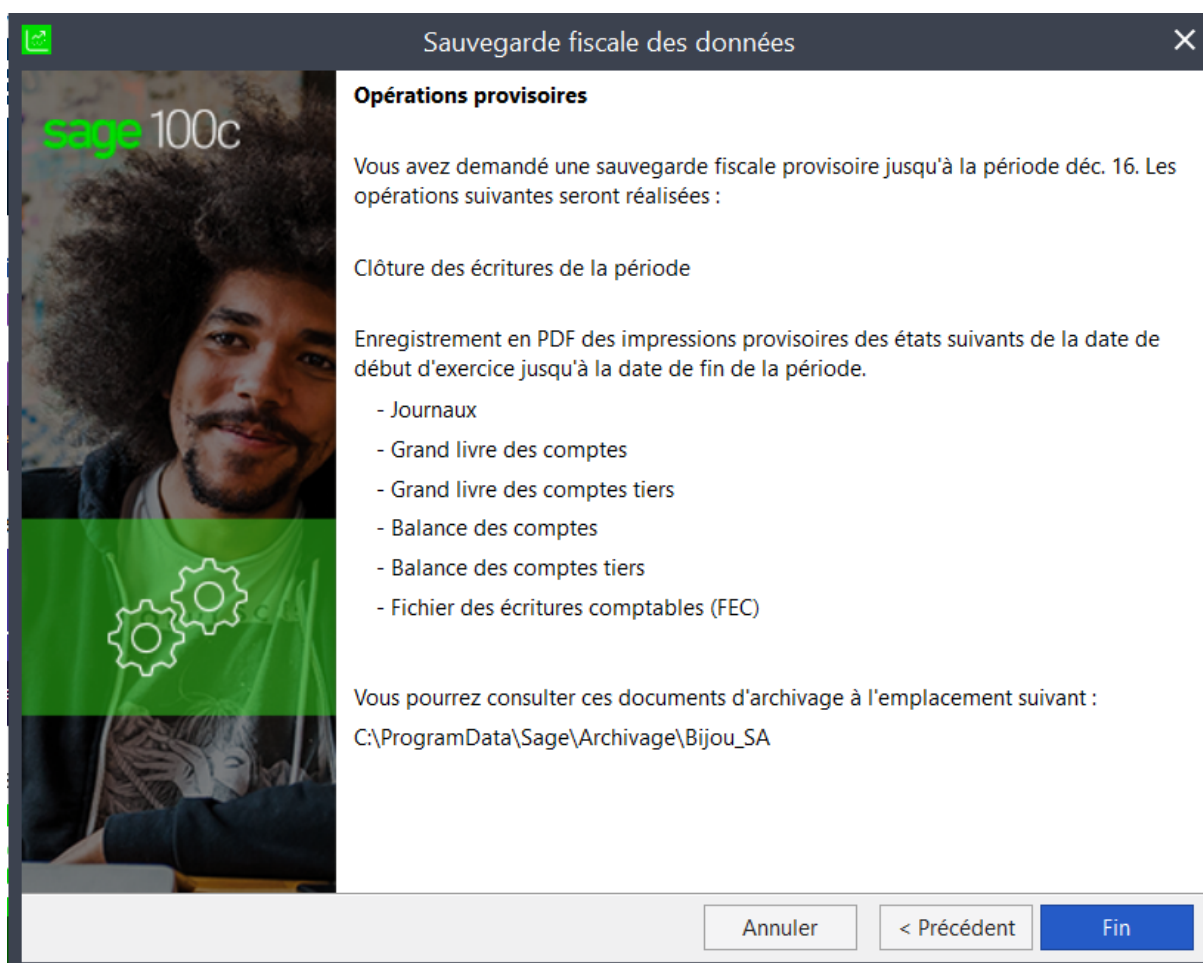 Sauvegarde fiscale des données
sage 100c
Opérations provisoires
Vous avez demandé une sauvegarde fiscale provisoire jusqu'à la période déc. 16. Les
opérations suivantes seront réalisées :
Clôture des écritures de la période
Enregistrement en PDF des impressions provisoires des états suivants de la date de
début d'exercice jusqu'à la date de fin de la période.
- Journaux
- Grand livre des comptes
- Grand livre des comptes tiers
- Balance des comptes
- Balance des comptes tiers
- Fichier des écritures comptables (FEC)
Vous pourrez consulter ces documents d'archivage à l'emplacement suivant :
C:\ProgramData\Sage\Archivage\Bijou_SA
Annuler
< Précédent
Fin